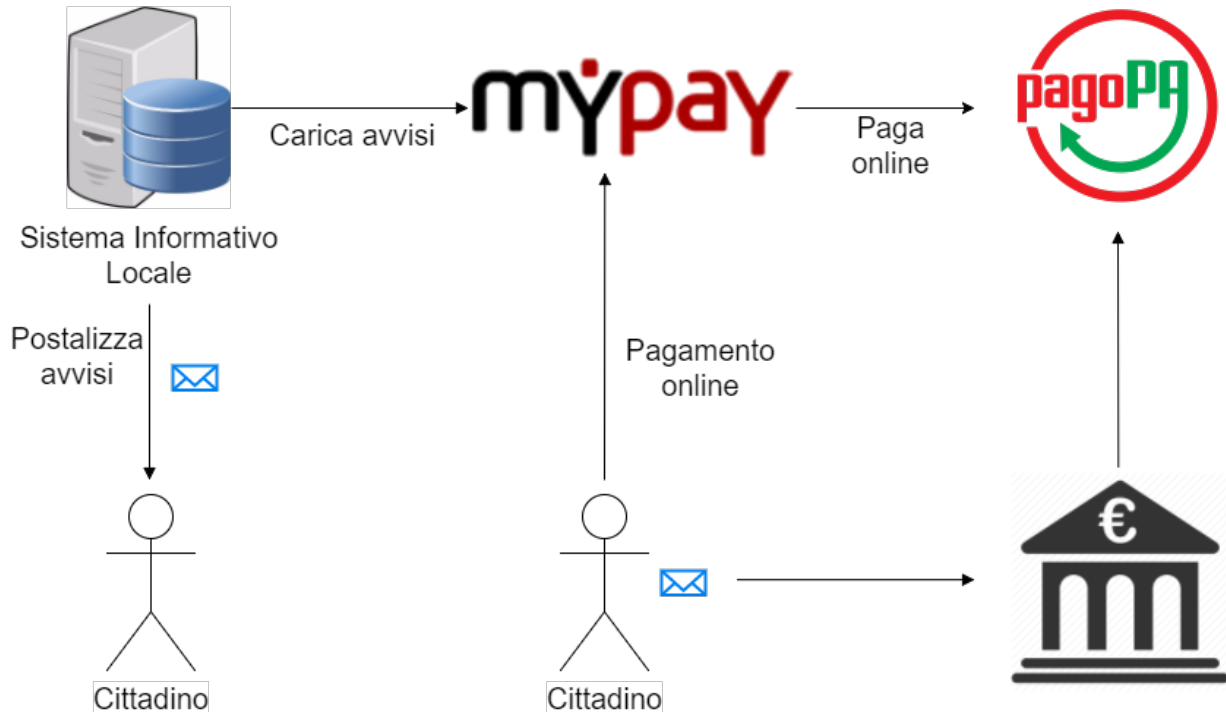 mypay
pagoPA
Carica avvisi
Paga
online
Sistema Informativo
Locale
Postalizza
avvisi
Pagamento
online
€
Cittadino
Cittadino